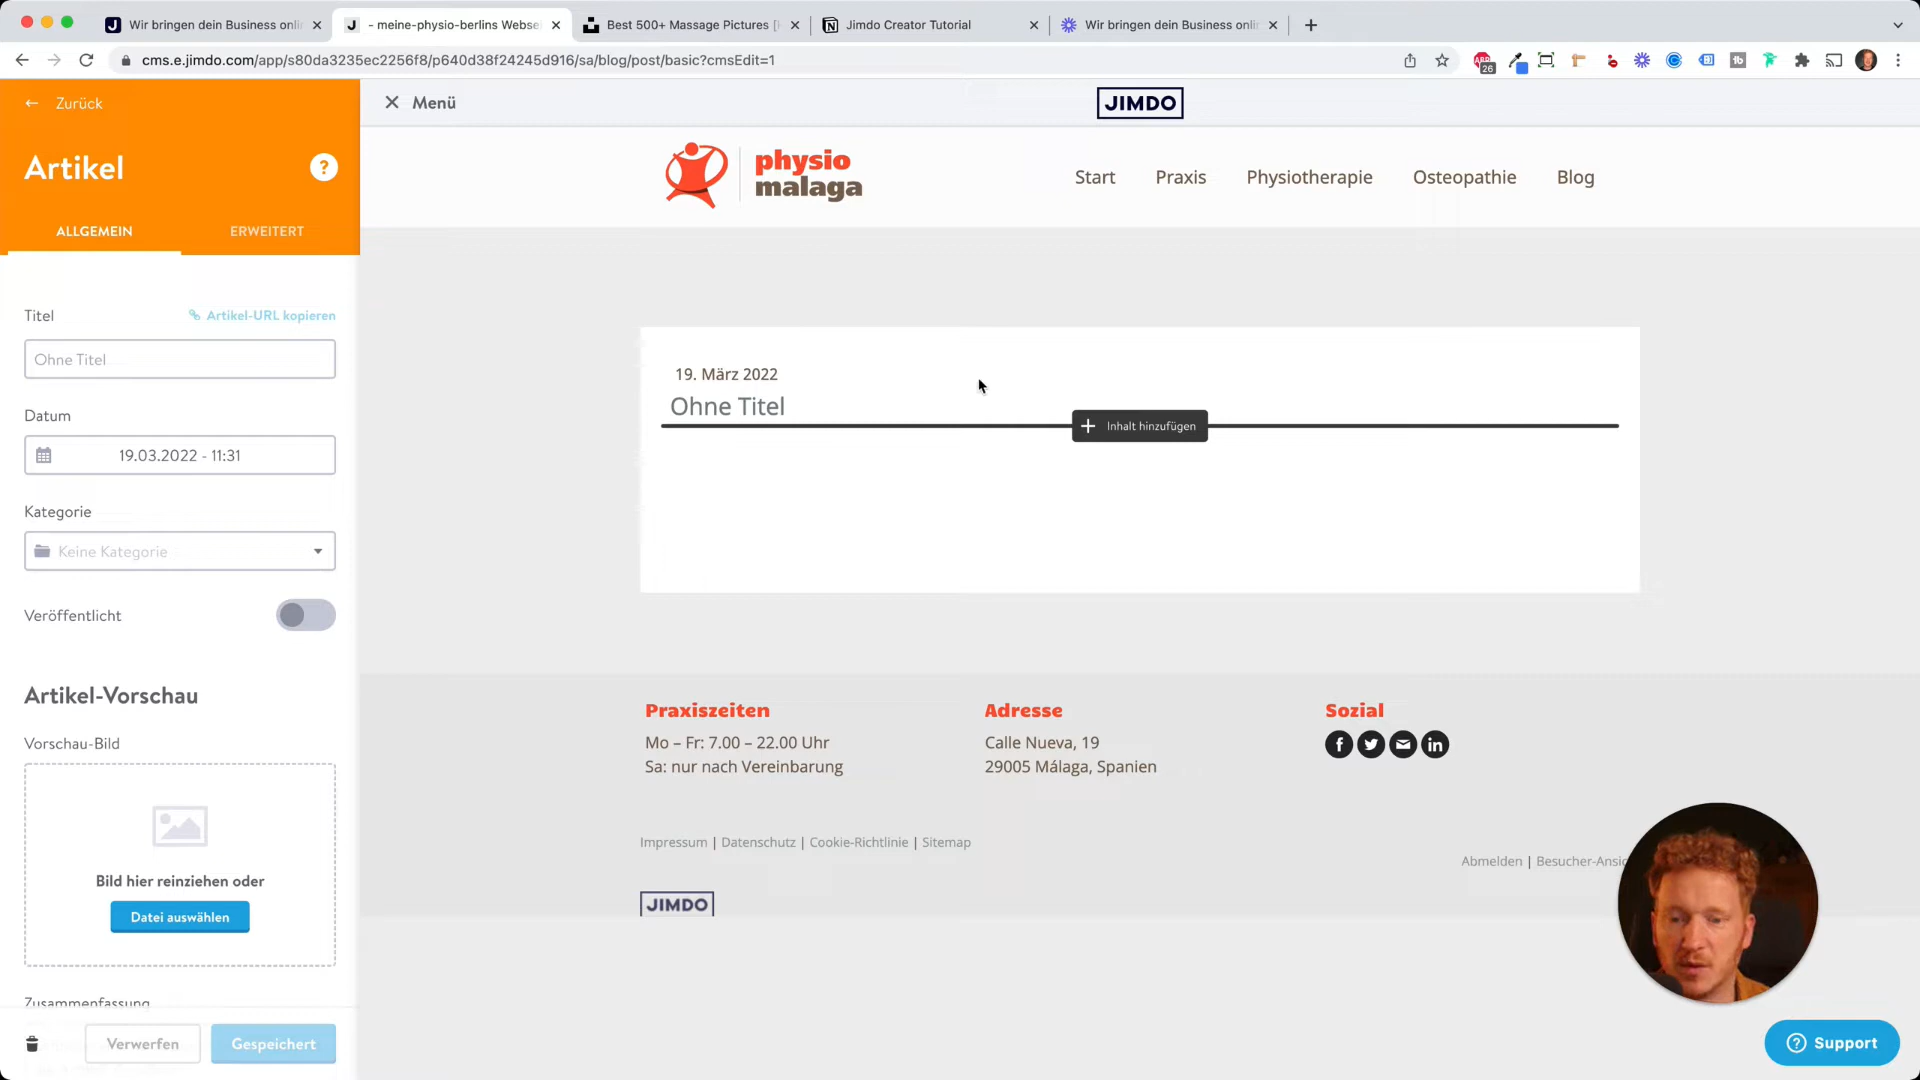 Wir bringen dein Business onli
- meine-physio-berlins Webse
Best 500+ Massage Pictures [
Jimdo Creator Tutorial
Wir bringen dein Business onli
cms.e.jimdo.com/app/s80da3235ec2256f8/p640d38f24245d916/sa/blog/post/basic?cmsEdit=1
26
Zurück
Menü
JIMDO
Artikel
?
ALLGEMEIN
ERWEITERT
physio
malaga
Start
Praxis
Physiotherapie
Osteopathie
Blog
Titel
Artikel-URL kopieren
Ohne Titel
Datum
19.03.2022 - 11:31
Kategorie
Keine Kategorie
Veröffentlicht
Artikel-Vorschau
Vorschau-Bild
Bild hier reinziehen oder
Datei auswählen
Zusammenfassung
Verwerfen
Gespeichert
19. März 2022
Ohne Titel
Inhalt hinzufügen
Praxiszeiten
Mo – Fr: 7.00 – 22.00 Uhr
Sa: nur nach Vereinbarung
Adresse
Calle Nueva, 19
29005 Málaga, Spanien
Sozial
Impressum | Datenschutz | Cookie-Richtlinie | Sitemap
Abmelden | Besucher-Ansic
JIMDO
Support